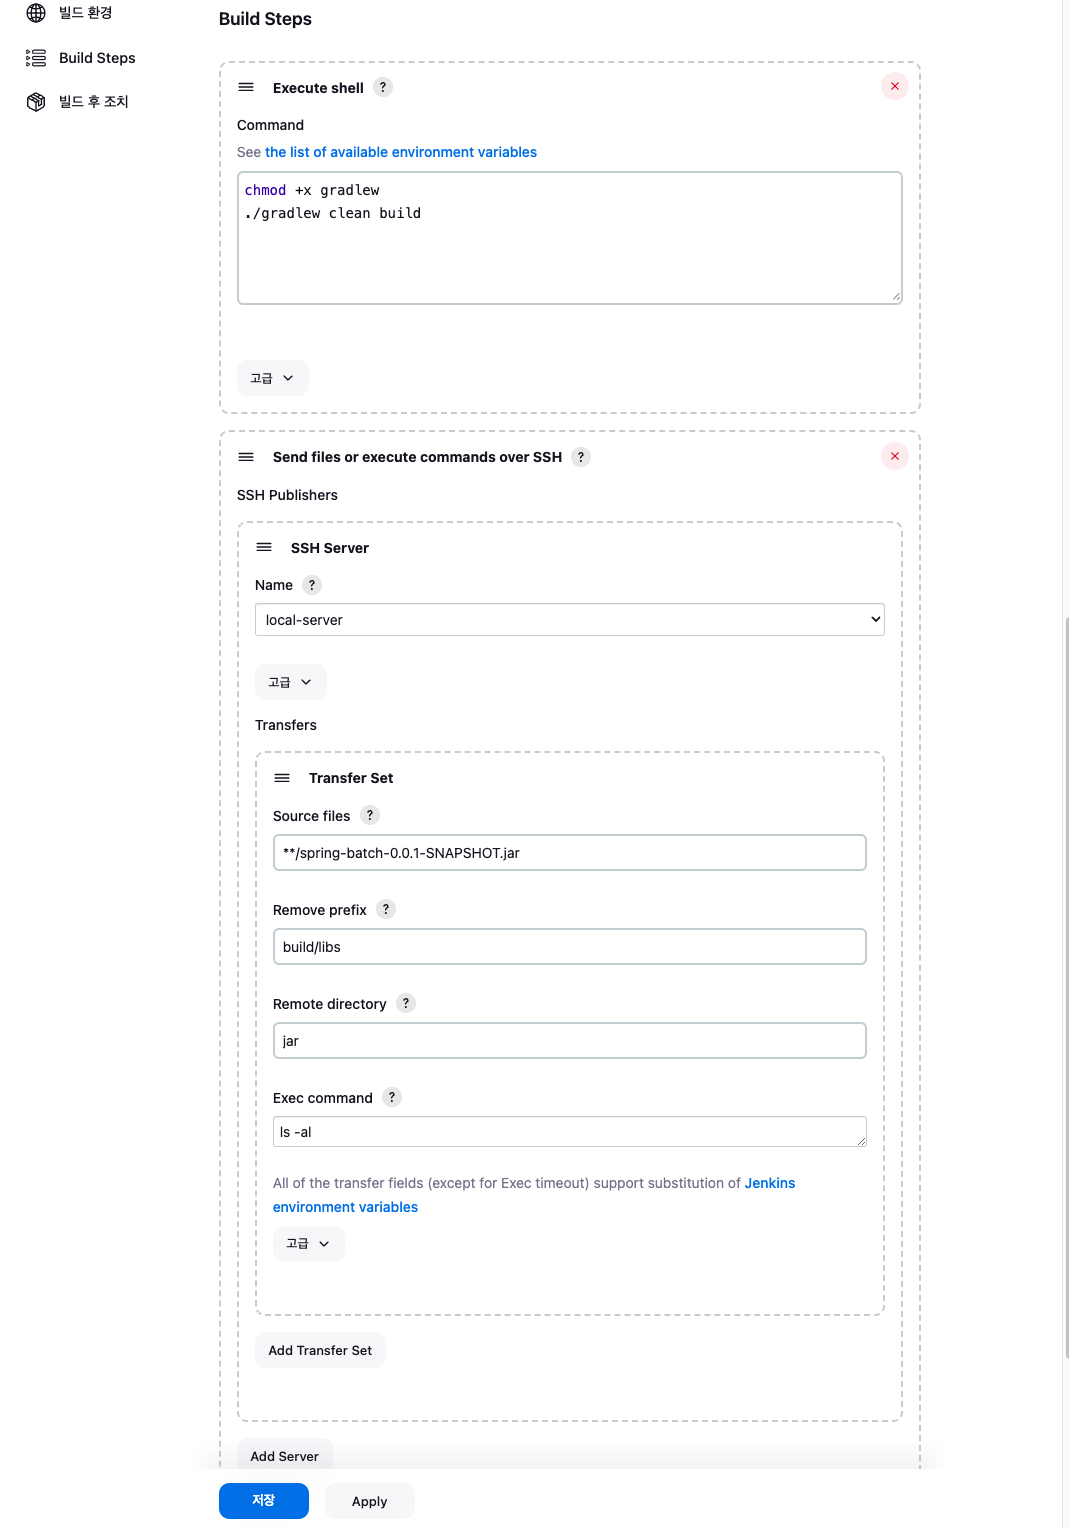 빌드 환경
Build Steps
빌드 후 조치
Build Steps
Execute shell ?
Command
See the list of available environment variables
chmod +x gradlew
./gradlew clean build
고급
Send files or execute commands over SSH ?
SSH Publishers
SSH Server
Name ?
local-server
고급
Transfers
Transfer Set
Source files ?
**/spring-batch-0.0.1-SNAPSHOT.jar
Remove prefix ?
build/libs
Remote directory ?
jar
Exec command ?
ls -al
All of the transfer fields (except for Exec timeout) support substitution of Jenkins
environment variables
고급
Add Transfer Set
Add Server
저장 Apply